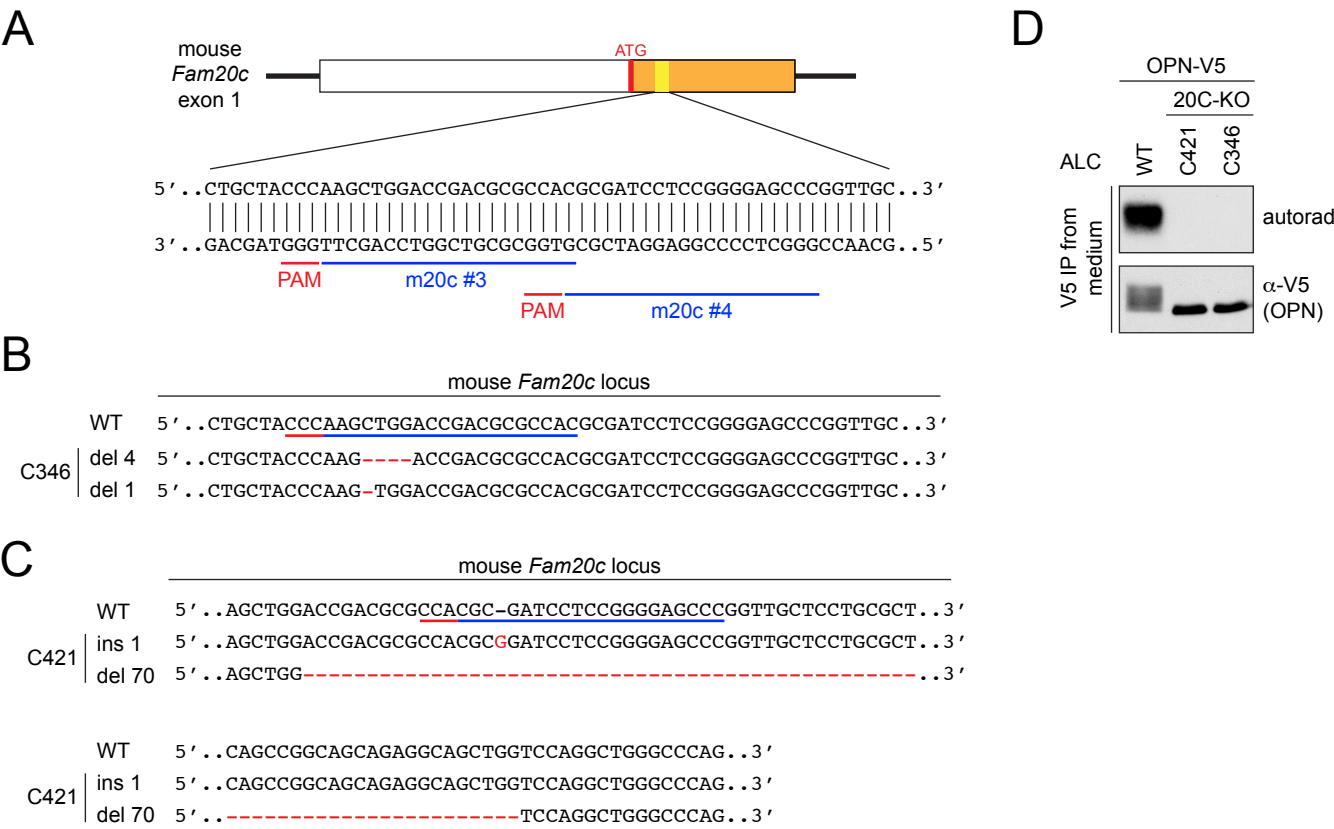 A
mouse
Fam20c
exon 1
ATG
5′..CTGCTACCCAAGCTGGACCGACGCGCCACGCGATCCTCCGGGGAGCCCGGTTGC..3′
3′..GACGATGGGTTCGACCTGGCTGCGCGGTGCGCTAGGAGGCCCCTCGGGCCAACG..5′
PAM m20c #3
PAM m20c #4
B
mouse Fam20c locus
WT 5′..CTGCTACCCAAGCTGGACCGACGCGCCACGCGATCCTCCGGGGAGCCCGGTTGC..3′
C346
del 4 5′..CTGCTACCCAAG----ACCGACGCGCCACGCGATCCTCCGGGGAGCCCGGTTGC..3′
del 1 5′..CTGCTACCCAAG-TGGACCGACGCGCCACGCGATCCTCCGGGGAGCCCGGTTGC..3′
C
mouse Fam20c locus
WT 5′..AGCTGGACCGACGCGCCACGC-GATCCTCCGGGGAGCCCGGTTGCTCCTGCGCT..3′
C421
ins 1 5′..AGCTGGACCGACGCGCCACGCGGATCCTCCGGGGAGCCCGGTTGCTCCTGCGCT..3′
del 70 5′..AGCTGG------------------------------------------------..3′
WT 5′..CAGCCGGCAGCAGAGGCAGCTGGTCCAGGCTGGGCCCAG..3′
C421
ins 1 5′..CAGCCGGCAGCAGAGGCAGCTGGTCCAGGCTGGGCCCAG..3′
del 70 5′..-----------------------TCCAGGCTGGGCCCAG..3′
D
OPN-V5
20C-KO
ALC WT C421 C346
V5 IP from
medium
autorad
α-V5
(OPN)